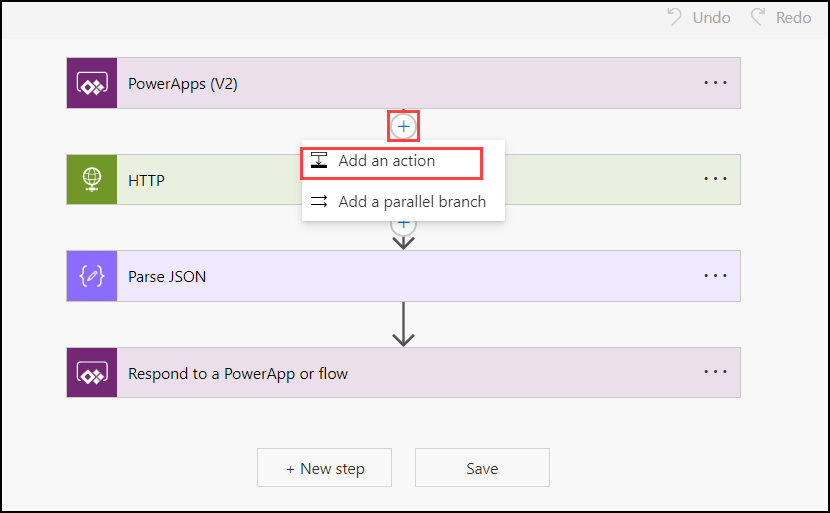 Undo Redo
PowerApps (V2)
Add an action
HTTP
Add a parallel branch
Parse JSON
Respond to a PowerApp or flow
+ New step Save